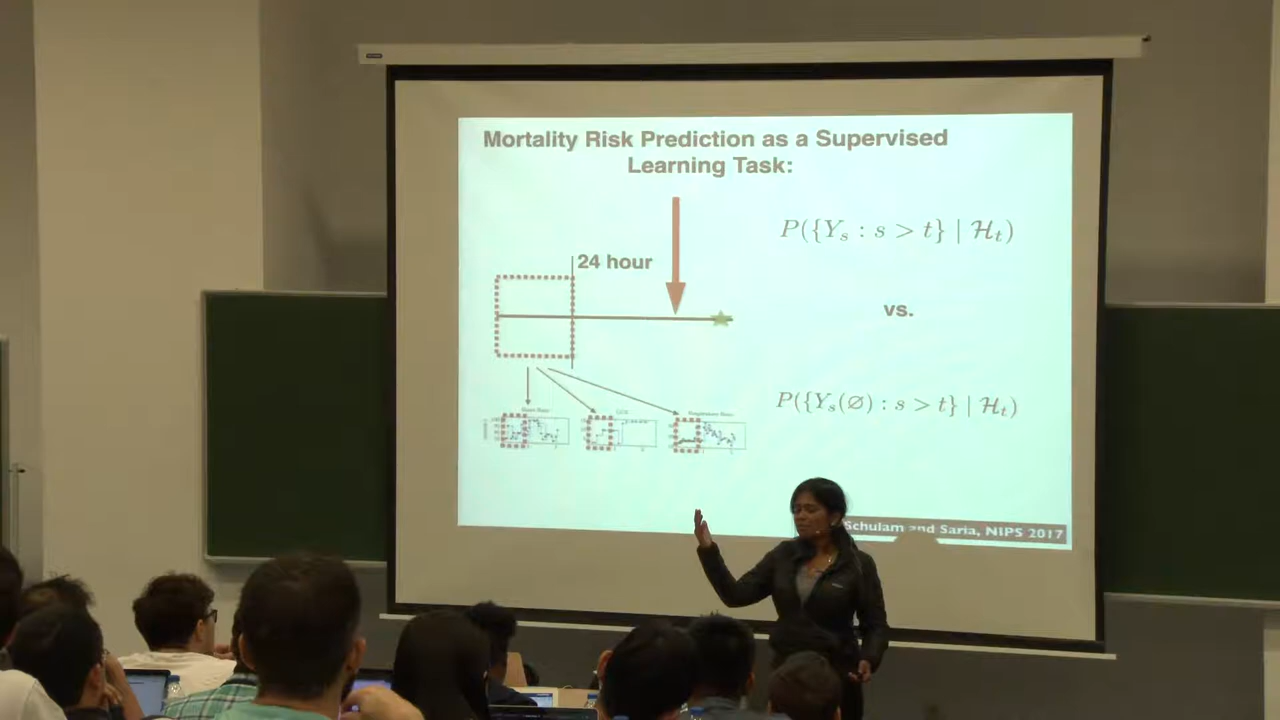 Mortality Risk Prediction as a Supervised
Learning Task:
P({Y_s : s > t} | ℋ_t)
24 hour
vs.
P({Y_s(∅) : s > t} | ℋ_t)
Schulam and Saria, NIPS 2017